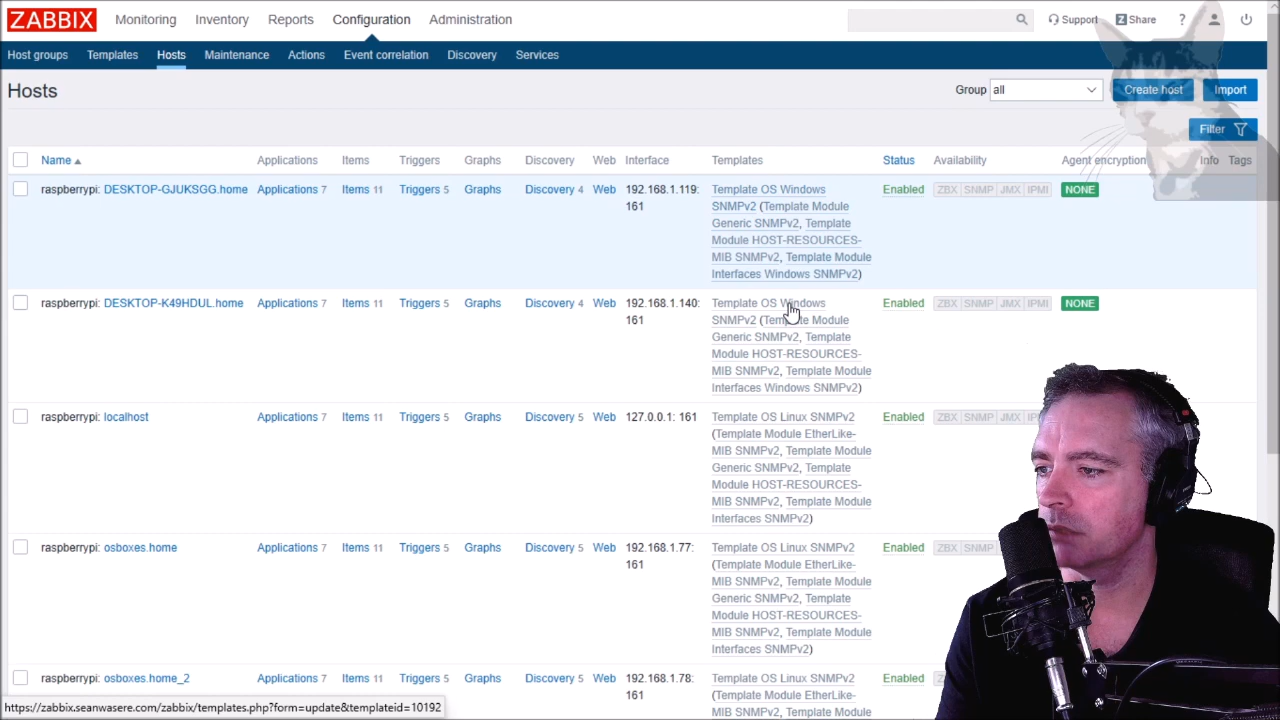 ZABBIX Monitoring Inventory Reports Configuration Administration Support Z Share ?
Host groups Templates Hosts Maintenance Actions Event correlation Discovery Services
Hosts Group all Create host Import
Filter
Name Applications Items Triggers Graphs Discovery Web Interface Templates Status Availability Agent encryption Info Tags
raspberrypi: DESKTOP-GJUKSGG.home Applications 7 Items 11 Triggers 5 Graphs Discovery 4 Web 192.168.1.119: Template OS Windows Enabled ZBX SNMP JMX IPMI NONE
161 SNMPv2 (Template Module
Generic SNMPv2, Template
Module HOST-RESOURCES-
MIB SNMPv2, Template Module
Interfaces Windows SNMPv2)
raspberrypi: DESKTOP-K49HDUL.home Applications 7 Items 11 Triggers 5 Graphs Discovery 4 Web 192.168.1.140: Template OS Windows Enabled ZBX SNMP JMX IPMI NONE
161 SNMPv2 (Template Module
Generic SNMPv2, Template
Module HOST-RESOURCES-
MIB SNMPv2, Template Module
Interfaces Windows SNMPv2)
raspberrypi: localhost Applications 7 Items 11 Triggers 5 Graphs Discovery 5 Web 127.0.0.1: 161 Template OS Linux SNMPv2 Enabled ZBX SNMP JMX
(Template Module EtherLike-
MIB SNMPv2, Template Module
Generic SNMPv2, Template
Module HOST-RESOURCES-
MIB SNMPv2, Template Module
Interfaces SNMPv2)
raspberrypi: osboxes.home Applications 7 Items 11 Triggers 5 Graphs Discovery 5 Web 192.168.1.77: Template OS Linux SNMPv2 Enabled ZBX SNMP
161 (Template Module EtherLike-
MIB SNMPv2, Template Module
Generic SNMPv2, Template
Module HOST-RESOURCES-
MIB SNMPv2, Template Module
Interfaces SNMPv2)
raspberrypi: osboxes.home_2 Applications 7 Items 11 Triggers 5 Graphs Discovery 5 Web 192.168.1.78: Template OS Linux SNMPv2 Enabled
161 (Template Module EtherLike-
https://zabbix.seanwasere.com/zabbix/templates.php?form=update&templateid=10192 MIB SNMPv2, Template Module